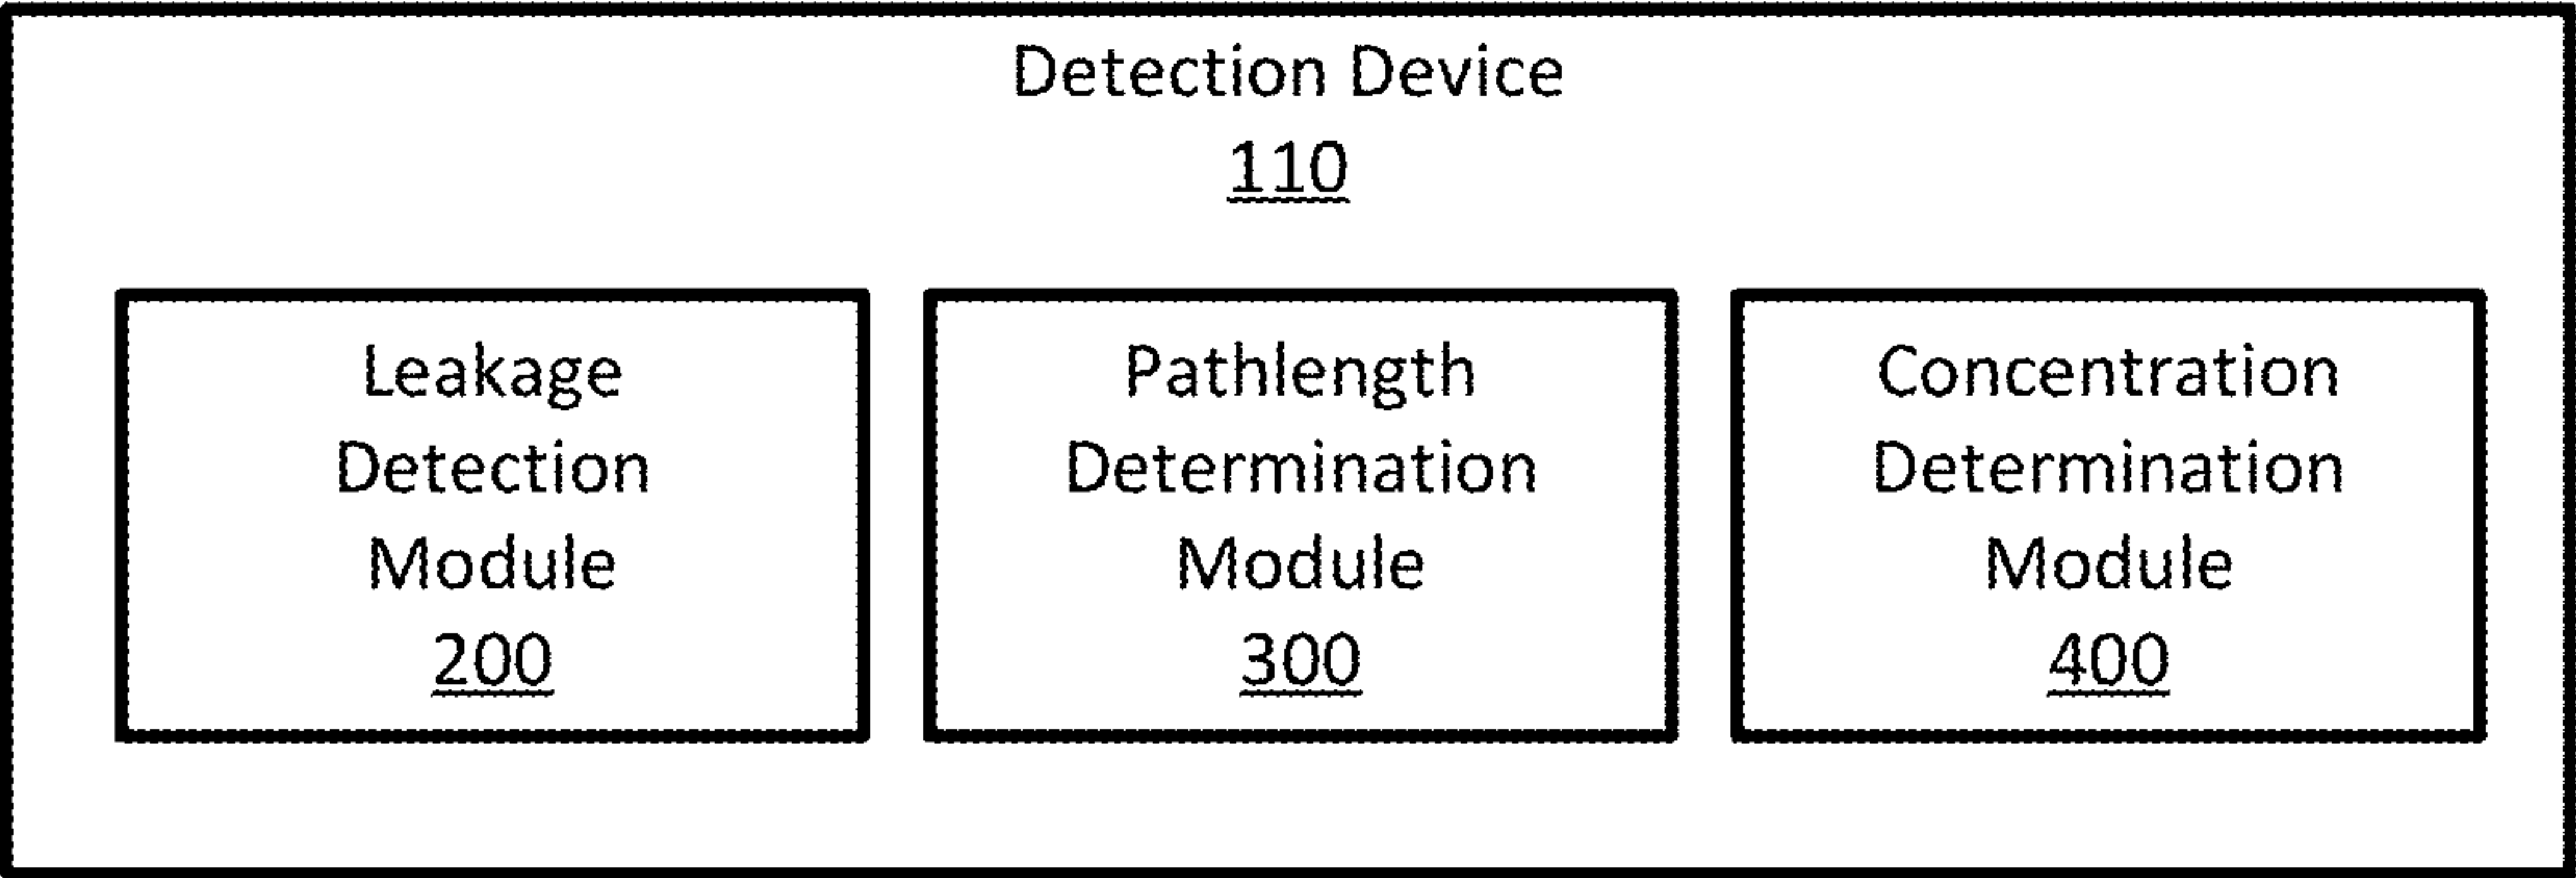 Detection Device
110
Leakage
Detection
Module
200
Pathlength
Determination
Module
300
Concentration
Determination
Module
400